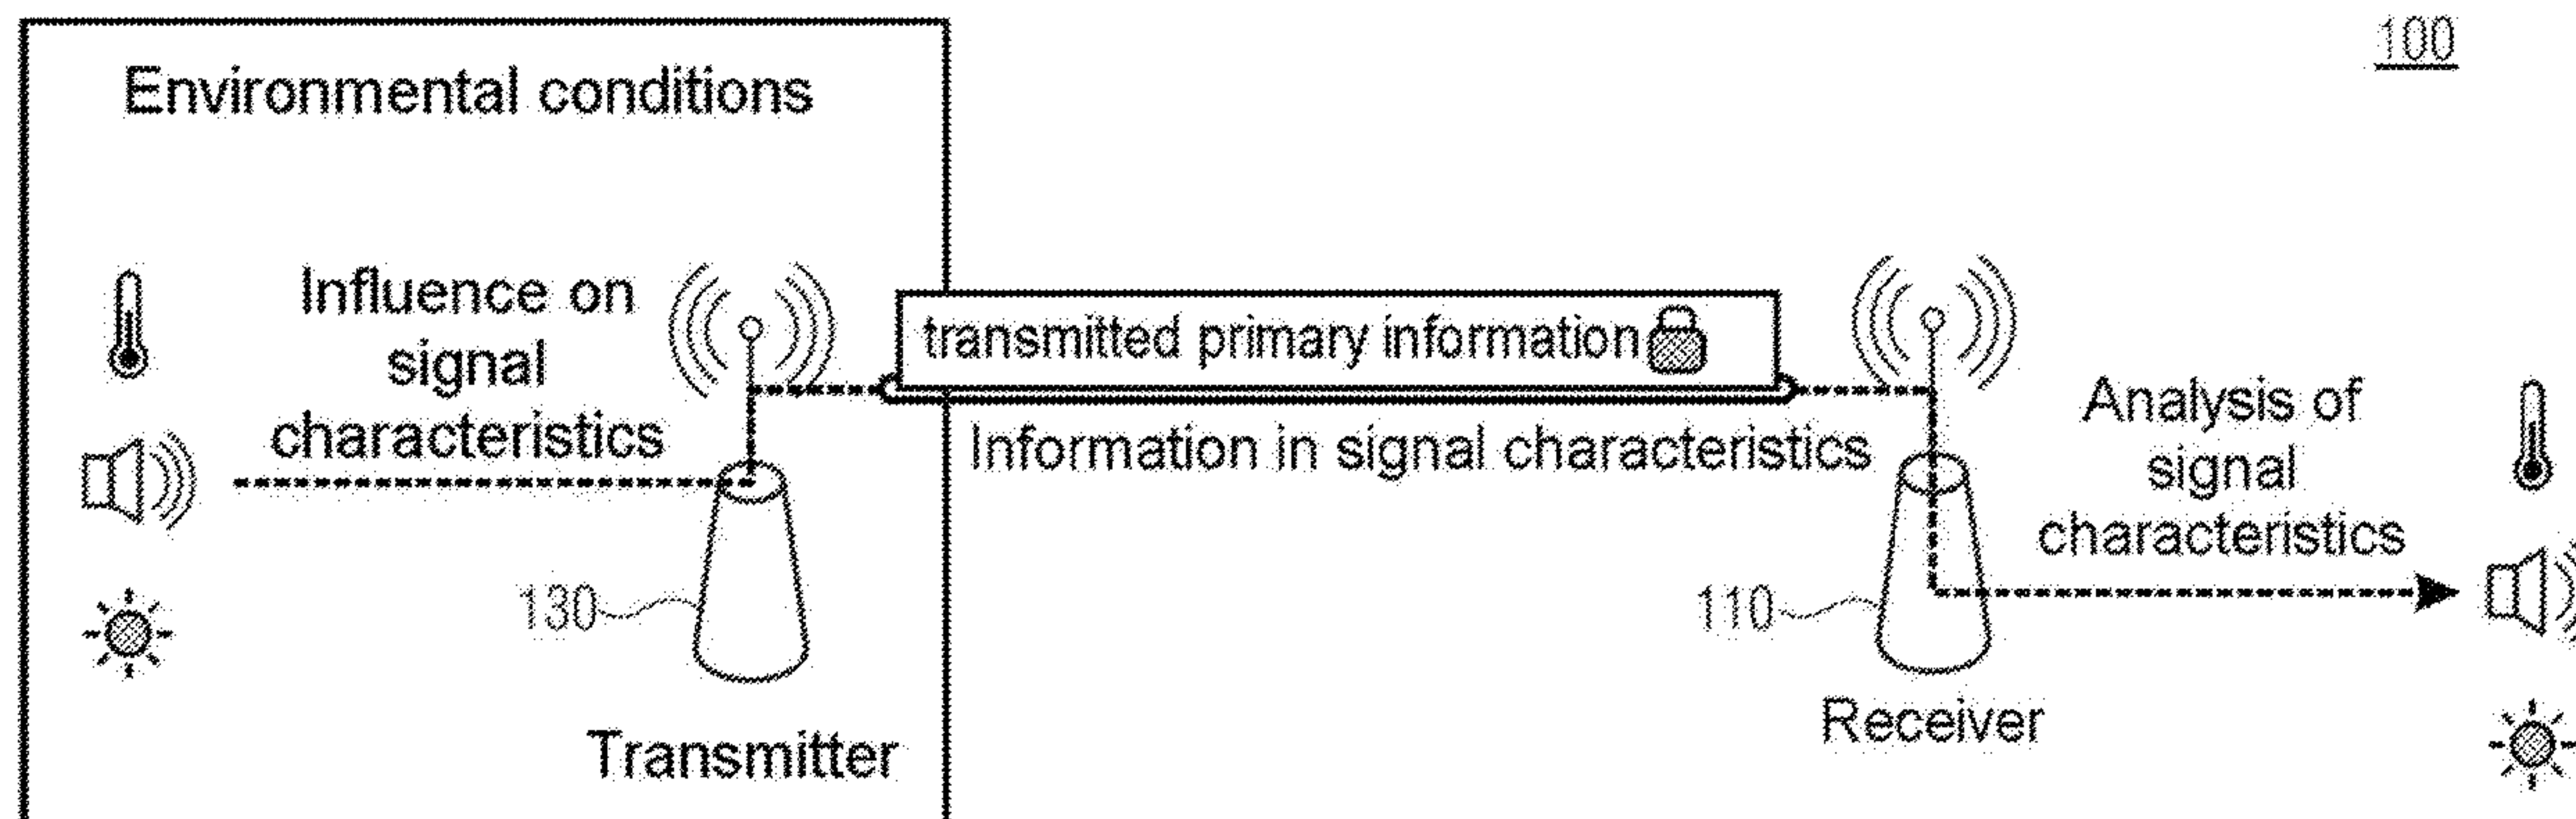 100
Environmental conditions
Influence on
signal
characteristics
transmitted primary information
Information in signal characteristics
Analysis of
signal
characteristics
130
110
Transmitter
Receiver